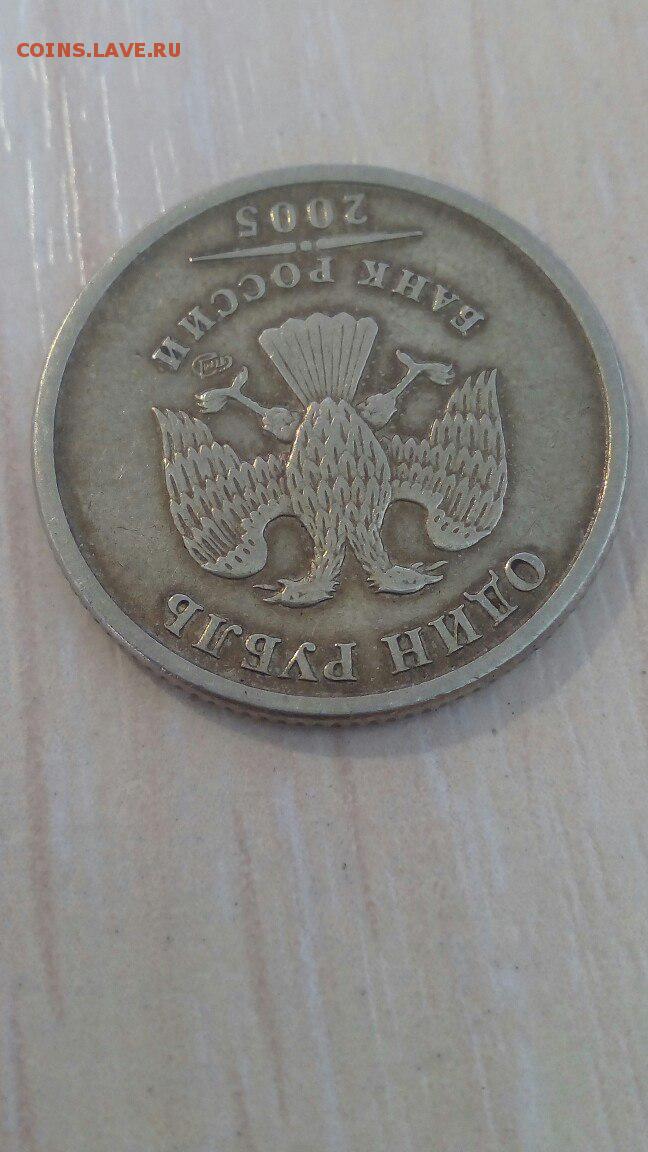 COINS.LAVE.RU
ОДИН РУБЛЬ
БАНК РОССИИ
2005